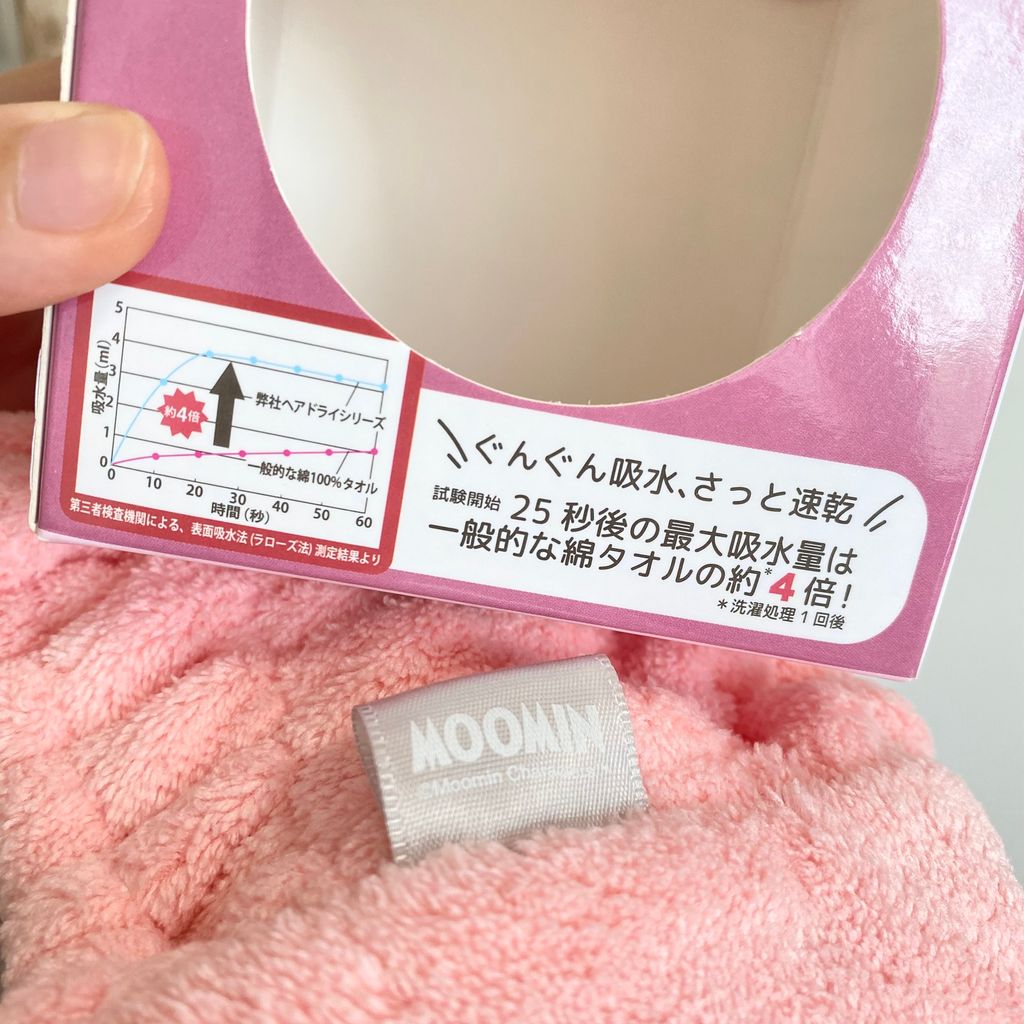 5
4
3
2
1
0
吸水量(ml)
約4倍
弊社ヘアドライシリーズ
一般的な綿100%タオル
0 10 20 30 40 50 60
時間(秒)
第三者検査機関による、表面吸水法(ラローズ法)測定結果より
ぐんぐん吸水、さっと速乾
試験開始 25秒後の最大吸水量は
一般的な綿タオルの約*4倍!
*洗濯処理1回後
MOOMIN
©Moomin Characters